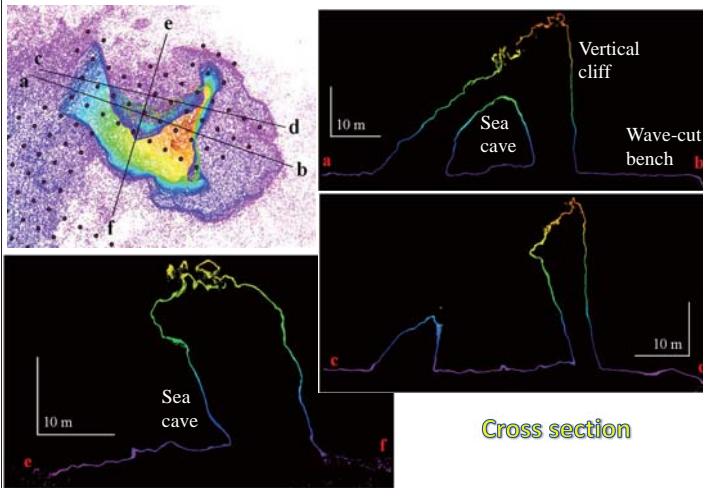 e
c
a
d
b
f
Vertical
cliff
10 m
Sea
cave
Wave-cut
bench
a
b
10 m
c
10 m
Sea
cave
e
f
Cross section